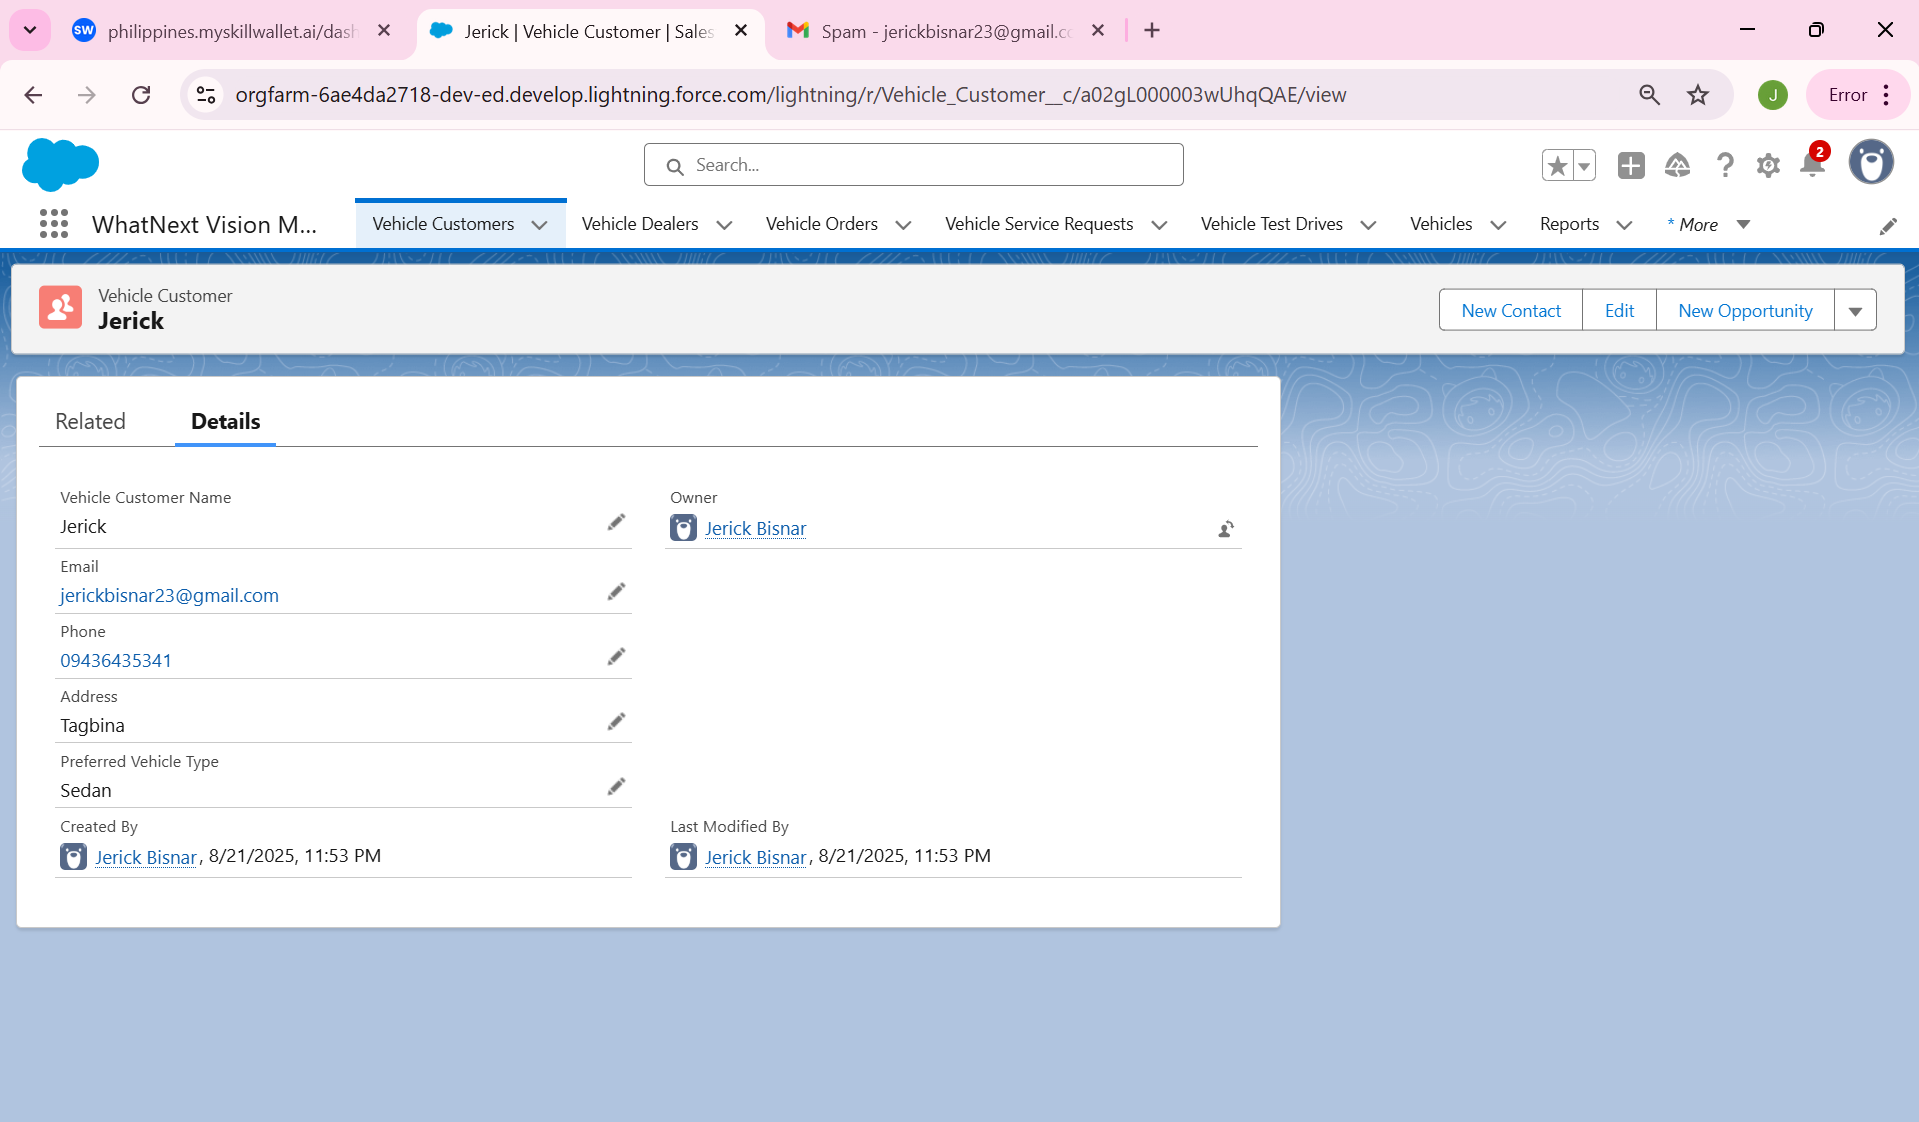 SW philippines.myskillwallet.ai/dash
Jerick | Vehicle Customer | Sales
Spam - jerickbisnar23@gmail.co
orgfarm-6ae4da2718-dev-ed.develop.lightning.force.com/lightning/r/Vehicle_Customer__c/a02gL000003wUhqQAE/view
J
Error
Search...
2
WhatNext Vision M...
Vehicle Customers
Vehicle Dealers
Vehicle Orders
Vehicle Service Requests
Vehicle Test Drives
Vehicles
Reports
* More
Vehicle Customer
Jerick
New Contact
Edit
New Opportunity
Related
Details
Vehicle Customer Name
Jerick
Owner
Jerick Bisnar
Email
jerickbisnar23@gmail.com
Phone
09436435341
Address
Tagbina
Preferred Vehicle Type
Sedan
Created By
Jerick Bisnar, 8/21/2025, 11:53 PM
Last Modified By
Jerick Bisnar, 8/21/2025, 11:53 PM